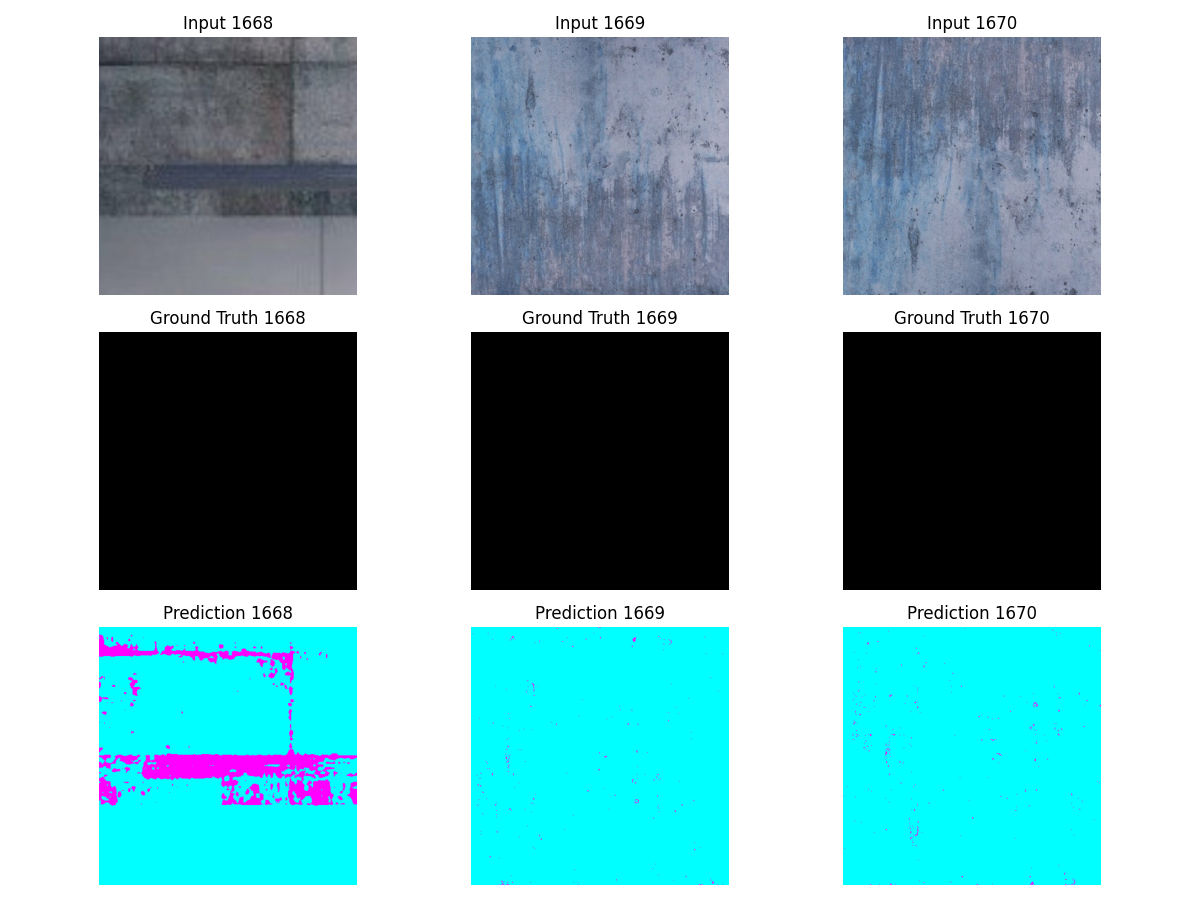 Input 1668
Input 1669
Input 1670
Ground Truth 1668
Ground Truth 1669
Ground Truth 1670
Prediction 1668
Prediction 1669
Prediction 1670